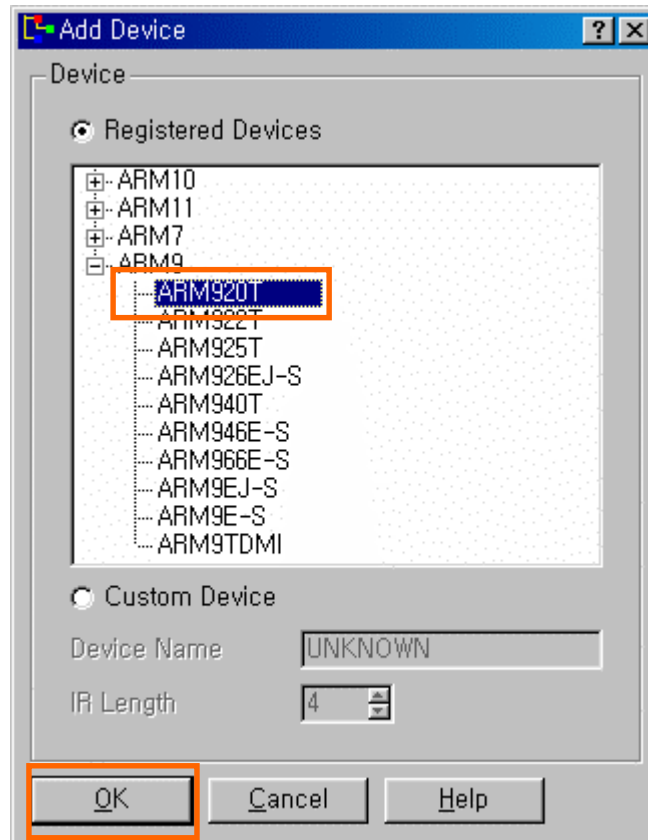 Add Device
Device
Registered Devices
ARM10
ARM11
ARM7
ARM9
ARM920T
ARM922T
ARM925T
ARM926EJ-S
ARM940T
ARM946E-S
ARM966E-S
ARM9EJ-S
ARM9E-S
ARM9TDMI
Custom Device
Device Name UNKNOWN
IR Length 4
OK Cancel Help